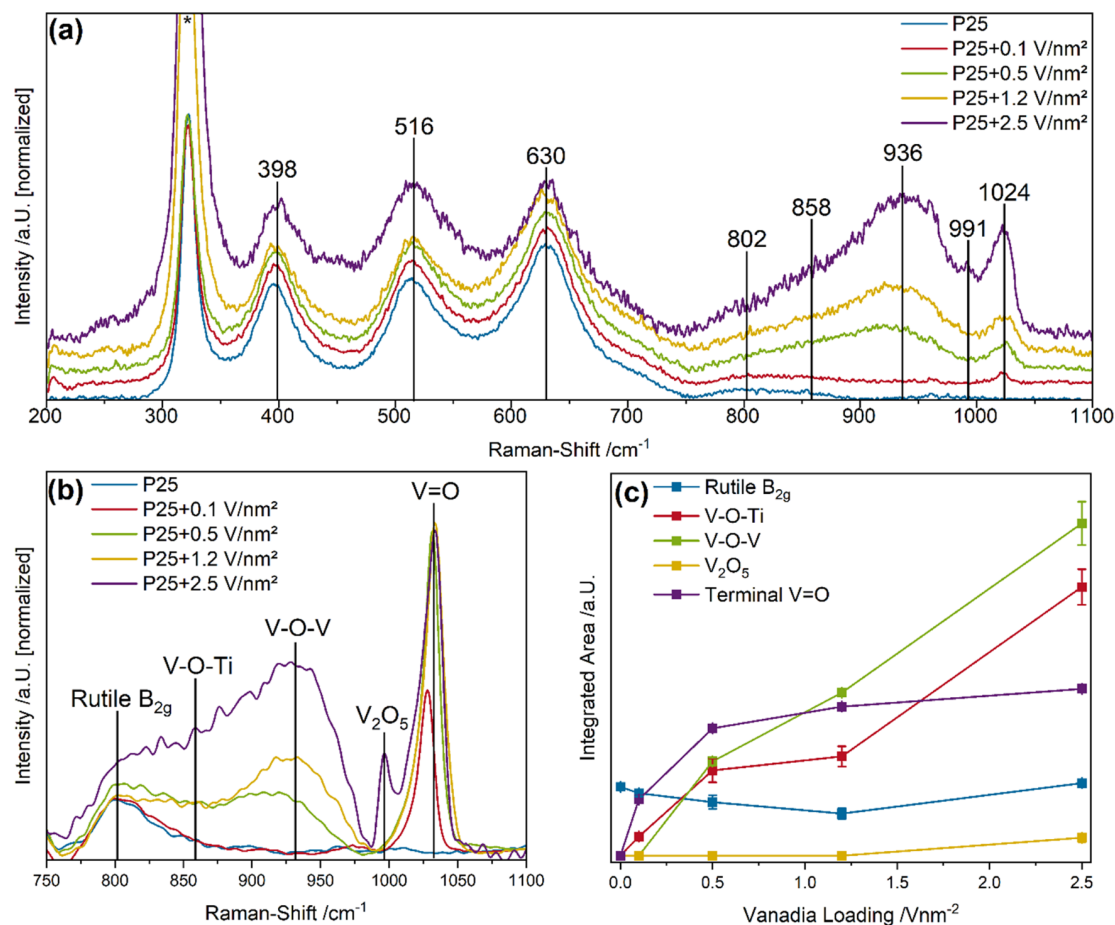 (a)
*
P25
P25+0.1 V/nm²
P25+0.5 V/nm²
P25+1.2 V/nm²
P25+2.5 V/nm²
398
516
630
802
858
936
991
1024
Intensity /a.U. [normalized]
200 300 400 500 600 700 800 900 1000 1100
Raman-Shift /cm⁻¹
(b)
P25
P25+0.1 V/nm²
P25+0.5 V/nm²
P25+1.2 V/nm²
P25+2.5 V/nm²
V=O
V-O-V
V-O-Ti
Rutile B₂g
V₂O₅
Intensity /a.U. [normalized]
750 800 850 900 950 1000 1050 1100
Raman-Shift /cm⁻¹
(c)
Rutile B₂g
V-O-Ti
V-O-V
V₂O₅
Terminal V=O
Integrated Area /a.U.
0.0 0.5 1.0 1.5 2.0 2.5
Vanadia Loading /Vnm⁻²